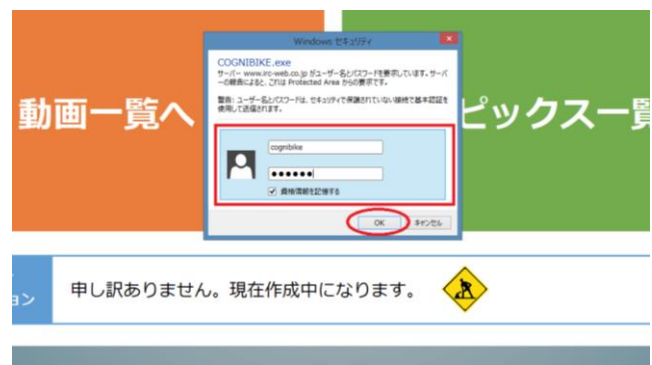 Windows セキュリティ
COGNIBIKE.exe
サーバー www.irc-web.co.jp がユーザー名とパスワードを要求しています。サーバ
ーの報告によると、これは Protected Area からの要求です。
警告: ユーザー名とパスワードは、セキュリティで保護されていない接続で基本認証を
使用して送信されます。
動画一覧へ
ピックス一覧
cognibike
●●●●●●
資格情報を記憶する
OK
キャンセル
ョン
申し訳ありません。現在作成中になります。